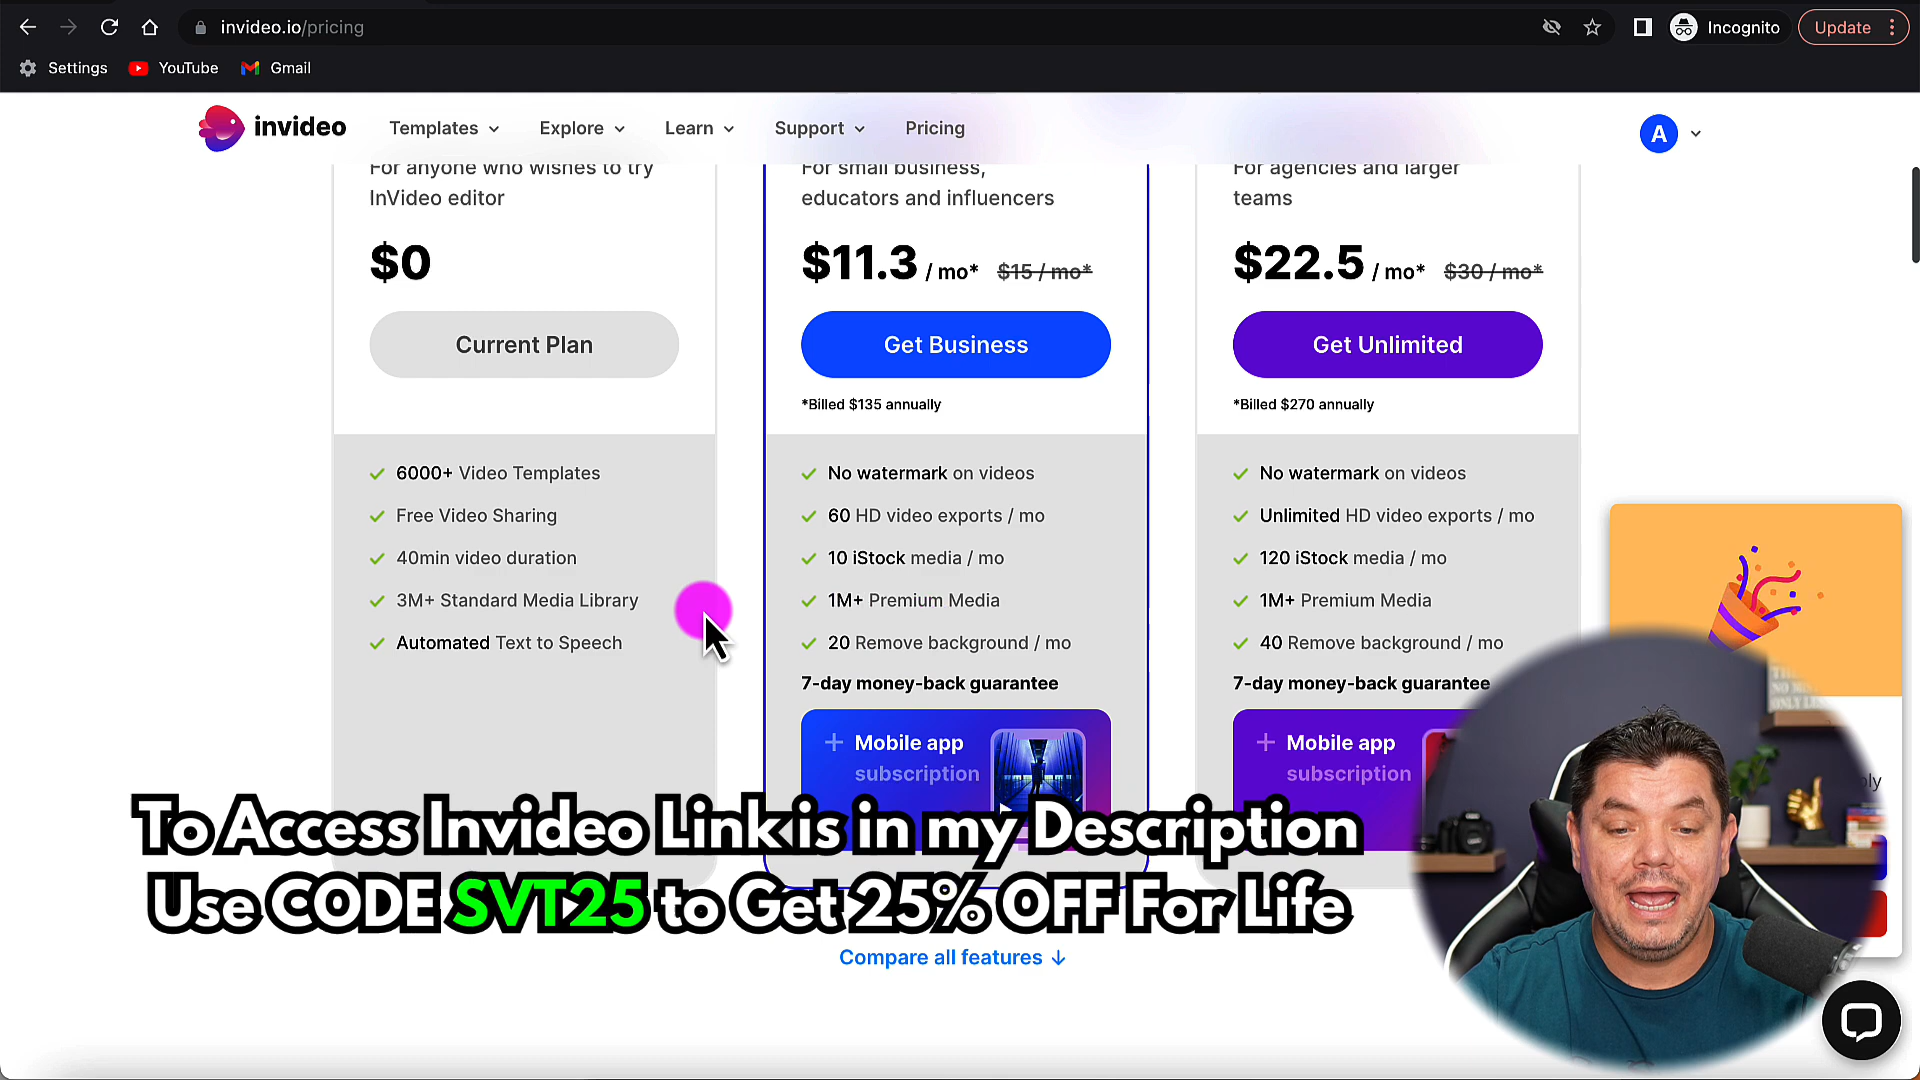 invideo.io/pricing
Incognito
Update
Settings
YouTube
Gmail
invideo
Templates
Explore
Learn
Support
Pricing
A
For anyone who wishes to try
InVideo editor
$0
Current Plan
6000+ Video Templates
Free Video Sharing
40min video duration
3M+ Standard Media Library
Automated Text to Speech
For small business,
educators and influencers
$11.3 / mo* $15 / mo*
Get Business
*Billed $135 annually
No watermark on videos
60 HD video exports / mo
10 iStock media / mo
1M+ Premium Media
20 Remove background / mo
7-day money-back guarantee
+ Mobile app
subscription
For agencies and larger
teams
$22.5 / mo* $30 / mo*
Get Unlimited
*Billed $270 annually
No watermark on videos
Unlimited HD video exports / mo
120 iStock media / mo
1M+ Premium Media
40 Remove background / mo
7-day money-back guarantee
+ Mobile app
subscription
To Access Invideo Link is in my Description
Use CODE SVT25 to Get 25% OFF For Life
Compare all features ↓